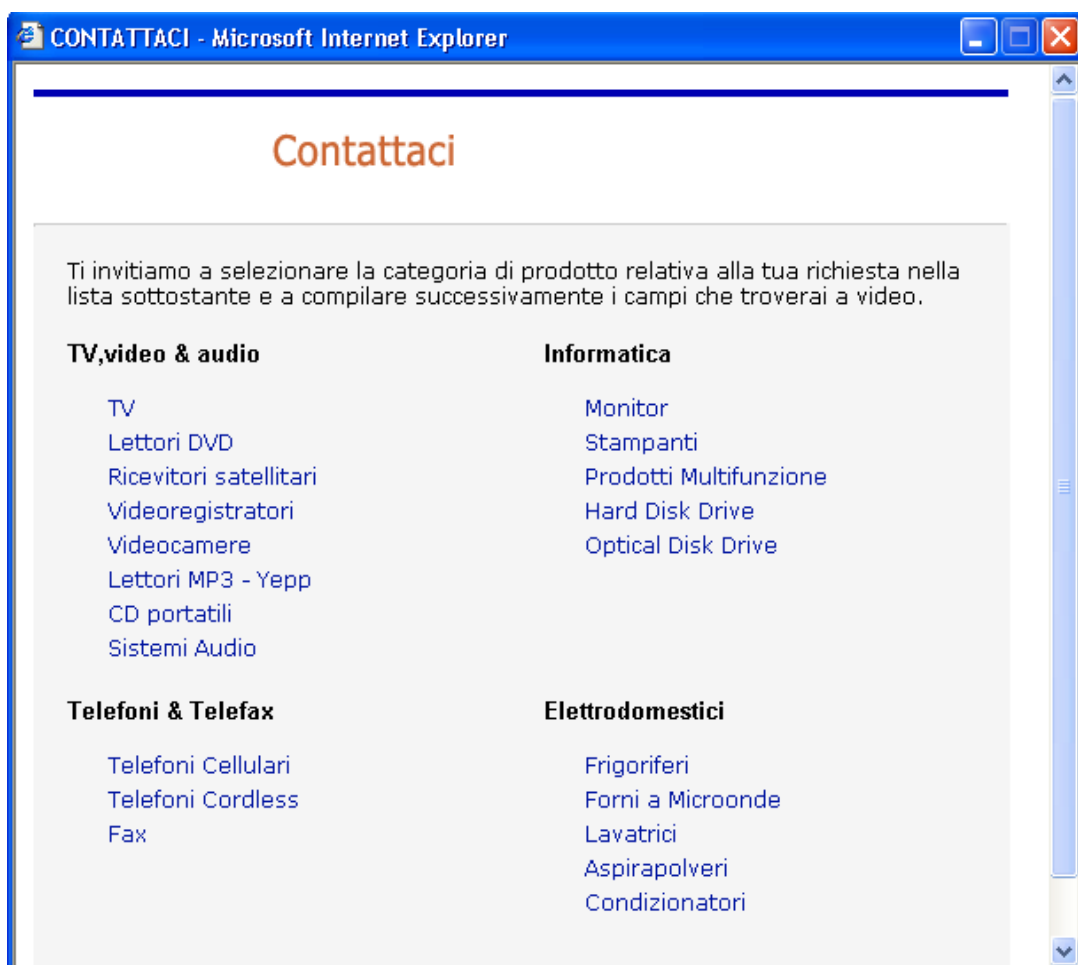 CONTATTACI - Microsoft Internet Explorer
Contattaci
Ti invitiamo a selezionare la categoria di prodotto relativa alla tua richiesta nella
lista sottostante e a compilare successivamente i campi che troverai a video.
TV,video & audio
TV
Lettori DVD
Ricevitori satellitari
Videoregistratori
Videocamere
Lettori MP3 - Yepp
CD portatili
Sistemi Audio
Informatica
Monitor
Stampanti
Prodotti Multifunzione
Hard Disk Drive
Optical Disk Drive
Telefoni & Telefax
Telefoni Cellulari
Telefoni Cordless
Fax
Elettrodomestici
Frigoriferi
Forni a Microonde
Lavatrici
Aspirapolveri
Condizionatori